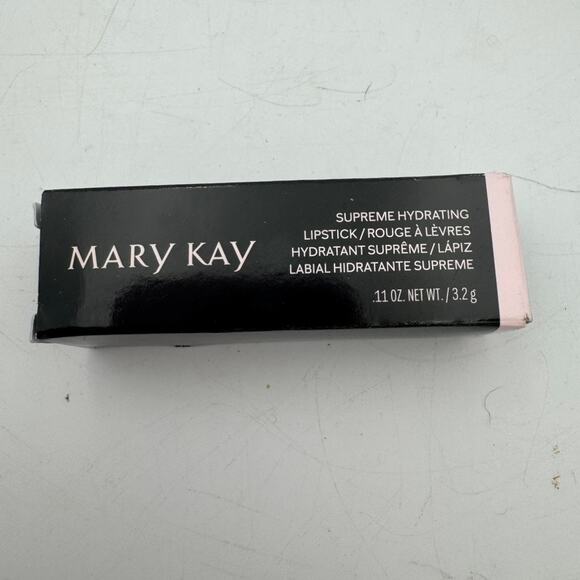 MARY KAY
SUPREME HYDRATING
LIPSTICK / ROUGE À LÈVRES
HYDRATANT SUPRÊME / LÁPIZ
LABIAL HIDRATANTE SUPREME
.11 OZ. NET WT. / 3.2 g